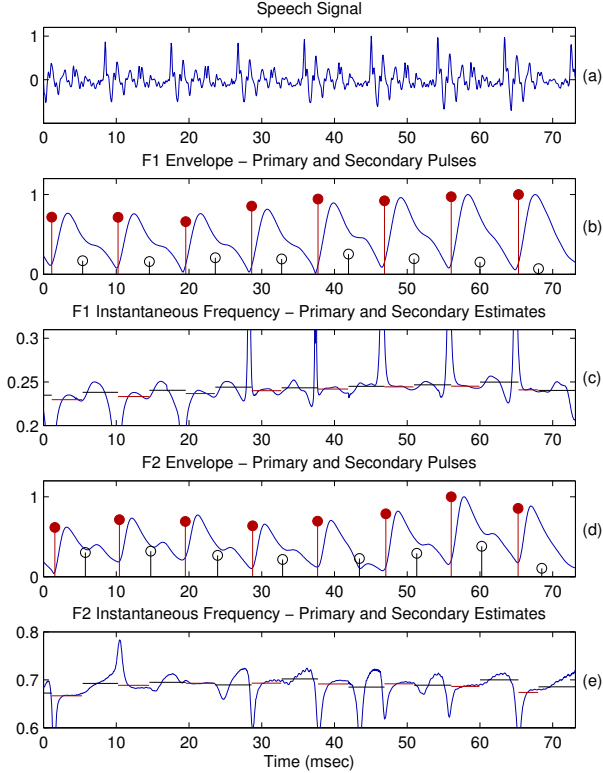 Speech Signal
1
0
(a)
0 10 20 30 40 50 60 70
F1 Envelope − Primary and Secondary Pulses
1
0
(b)
0 10 20 30 40 50 60 70
F1 Instantaneous Frequency − Primary and Secondary Estimates
0.3
0.25
0.2
(c)
0 10 20 30 40 50 60 70
F2 Envelope − Primary and Secondary Pulses
1
0
(d)
0 10 20 30 40 50 60 70
F2 Instantaneous Frequency − Primary and Secondary Estimates
0.8
0.7
0.6
(e)
0 10 20 30 40 50 60 70
Time (msec)